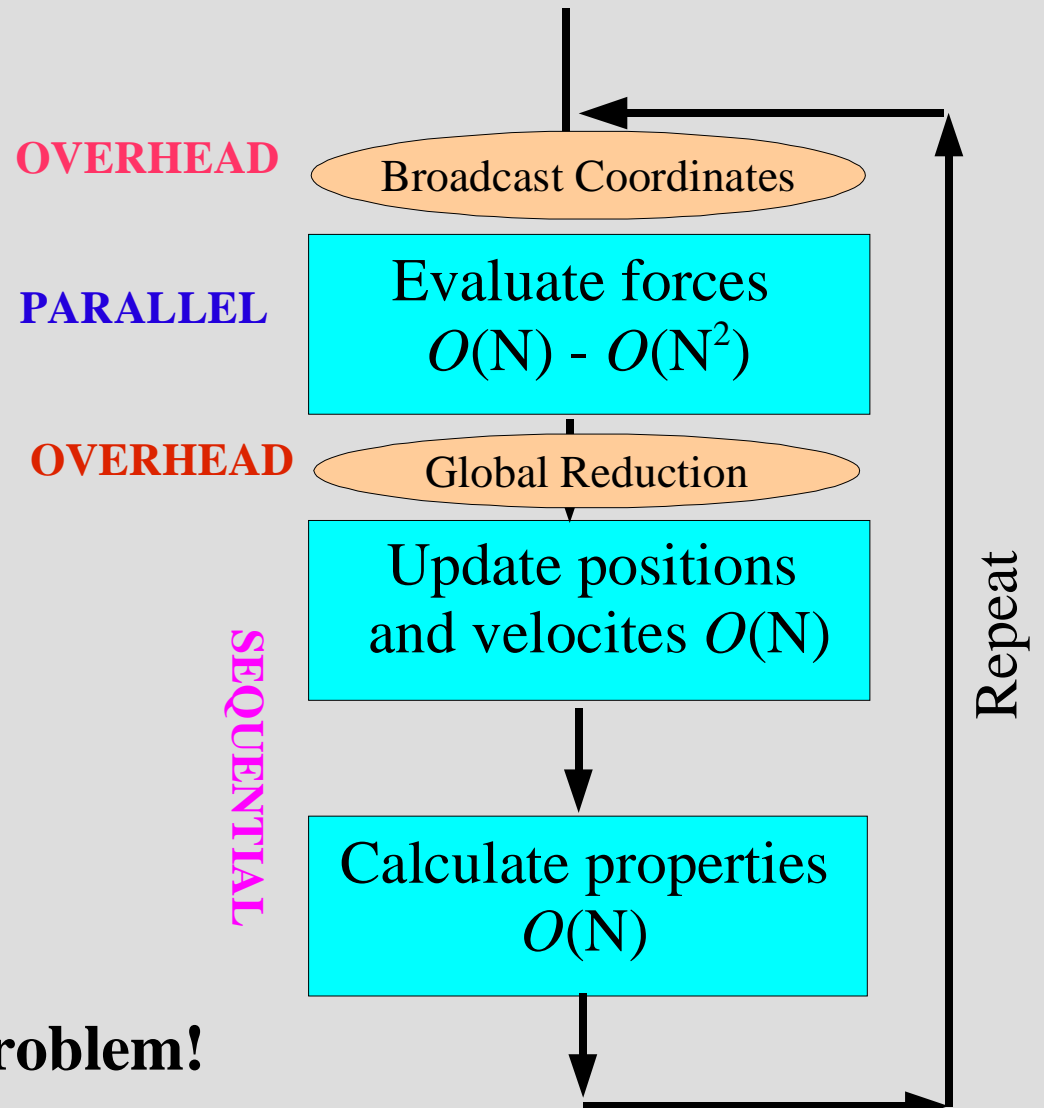 OVERHEAD
Broadcast Coordinates
PARALLEL
Evaluate forces
O(N) - O(N²)
OVERHEAD
Global Reduction
Update positions
and velocites O(N)
SEQUENTIAL
Repeat
Calculate properties
O(N)
roblem!